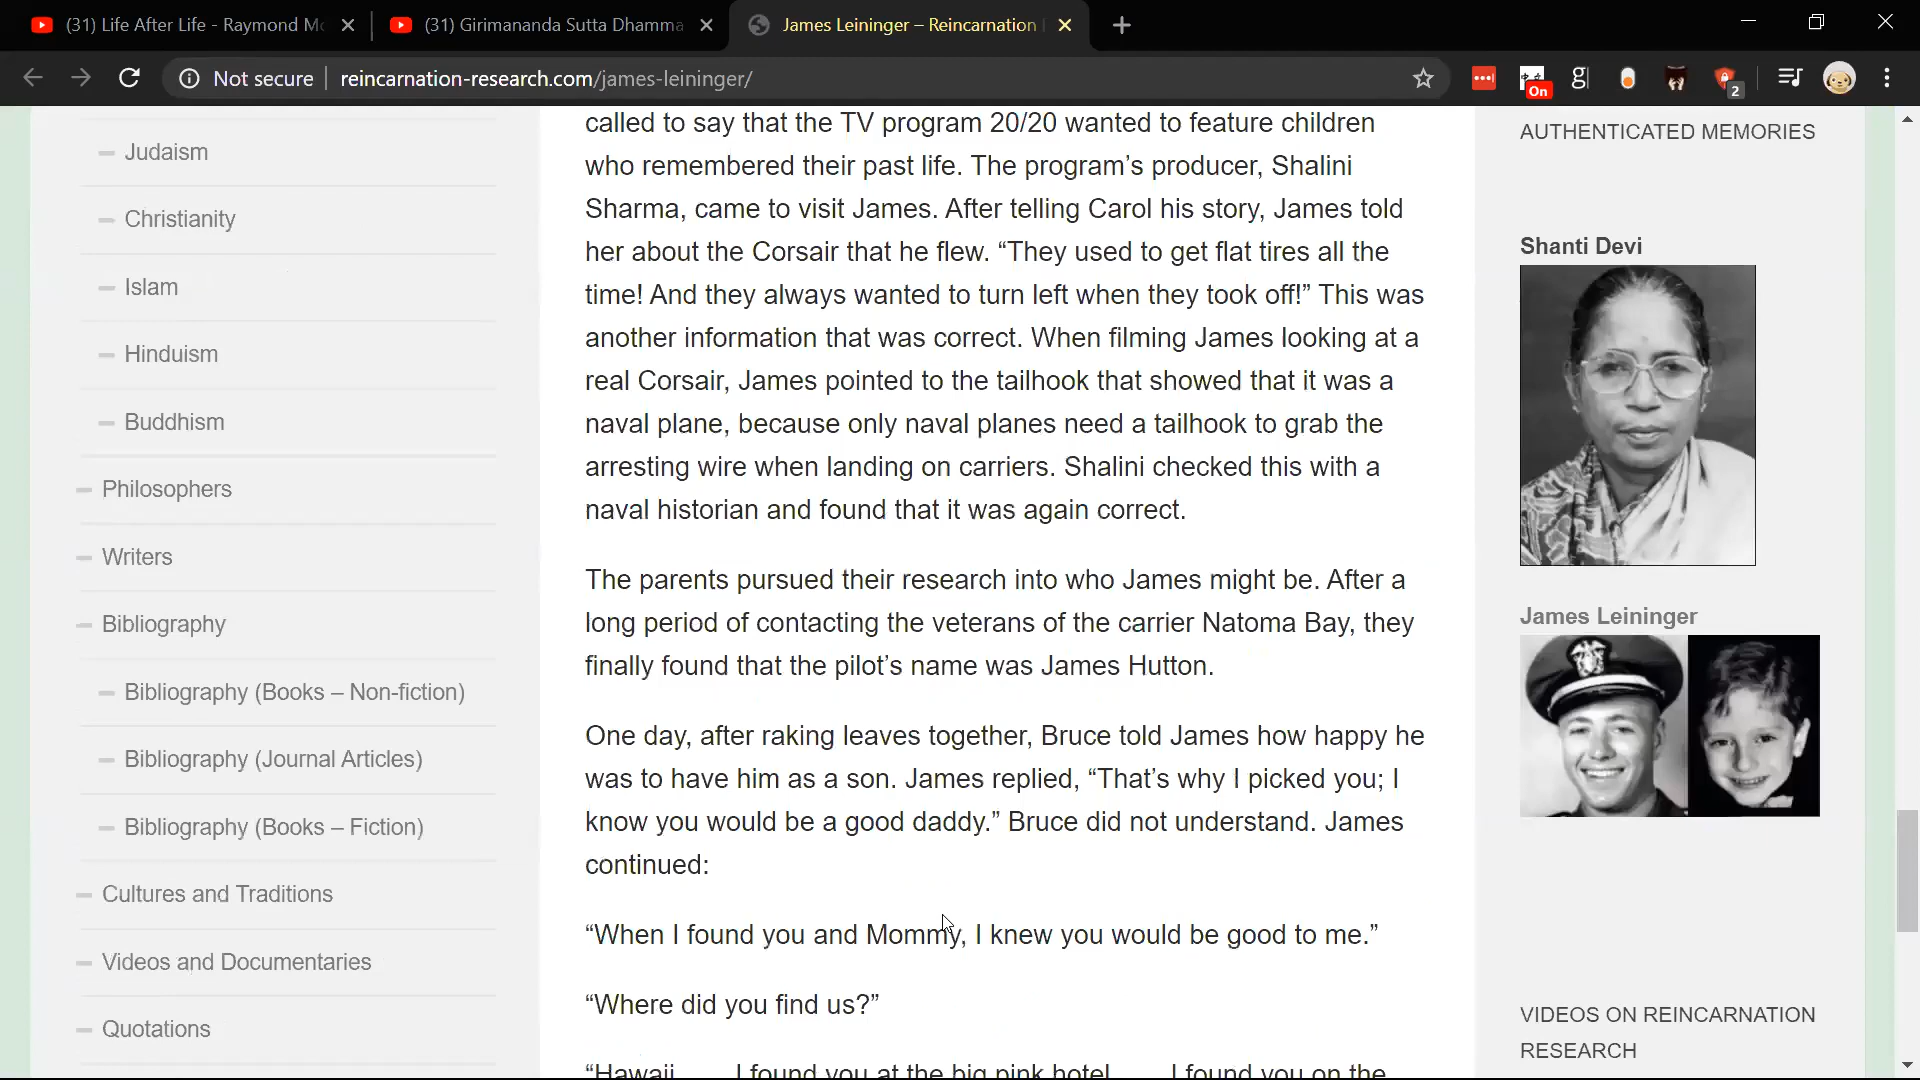 (31) Life After Life - Raymond Mo
(31) Girimananda Sutta Dhamma
James Leininger – Reincarnation
Not secure
reincarnation-research.com/james-leininger/
On
2
Judaism
Christianity
Islam
Hinduism
Buddhism
Philosophers
Writers
Bibliography
Bibliography (Books – Non-fiction)
Bibliography (Journal Articles)
Bibliography (Books – Fiction)
Cultures and Traditions
Videos and Documentaries
Quotations
called to say that the TV program 20/20 wanted to feature children
who remembered their past life. The program’s producer, Shalini
Sharma, came to visit James. After telling Carol his story, James told
her about the Corsair that he flew. “They used to get flat tires all the
time! And they always wanted to turn left when they took off!” This was
another information that was correct. When filming James looking at a
real Corsair, James pointed to the tailhook that showed that it was a
naval plane, because only naval planes need a tailhook to grab the
arresting wire when landing on carriers. Shalini checked this with a
naval historian and found that it was again correct.
The parents pursued their research into who James might be. After a
long period of contacting the veterans of the carrier Natoma Bay, they
finally found that the pilot’s name was James Hutton.
One day, after raking leaves together, Bruce told James how happy he
was to have him as a son. James replied, “That’s why I picked you; I
know you would be a good daddy.” Bruce did not understand. James
continued:
“When I found you and Mommy, I knew you would be good to me.”
“Where did you find us?”
“Hawaii . . . . I found you at the big pink hotel. . . . I found you on the
AUTHENTICATED MEMORIES
Shanti Devi
James Leininger
VIDEOS ON REINCARNATION
RESEARCH